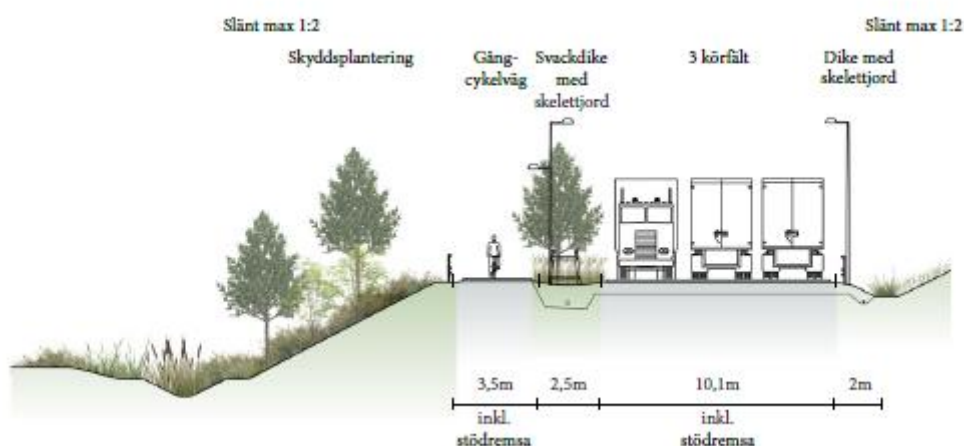 Slänt max 1:2
Slänt max 1:2
Skyddsplantering
Gång-
cykelväg
Svackdike
med
skelettjord
3 körfält
Dike med
skelettjord
3,5m
2,5m
10,1m
2m
inkl.
stödremsa
inkl.
stödremsa